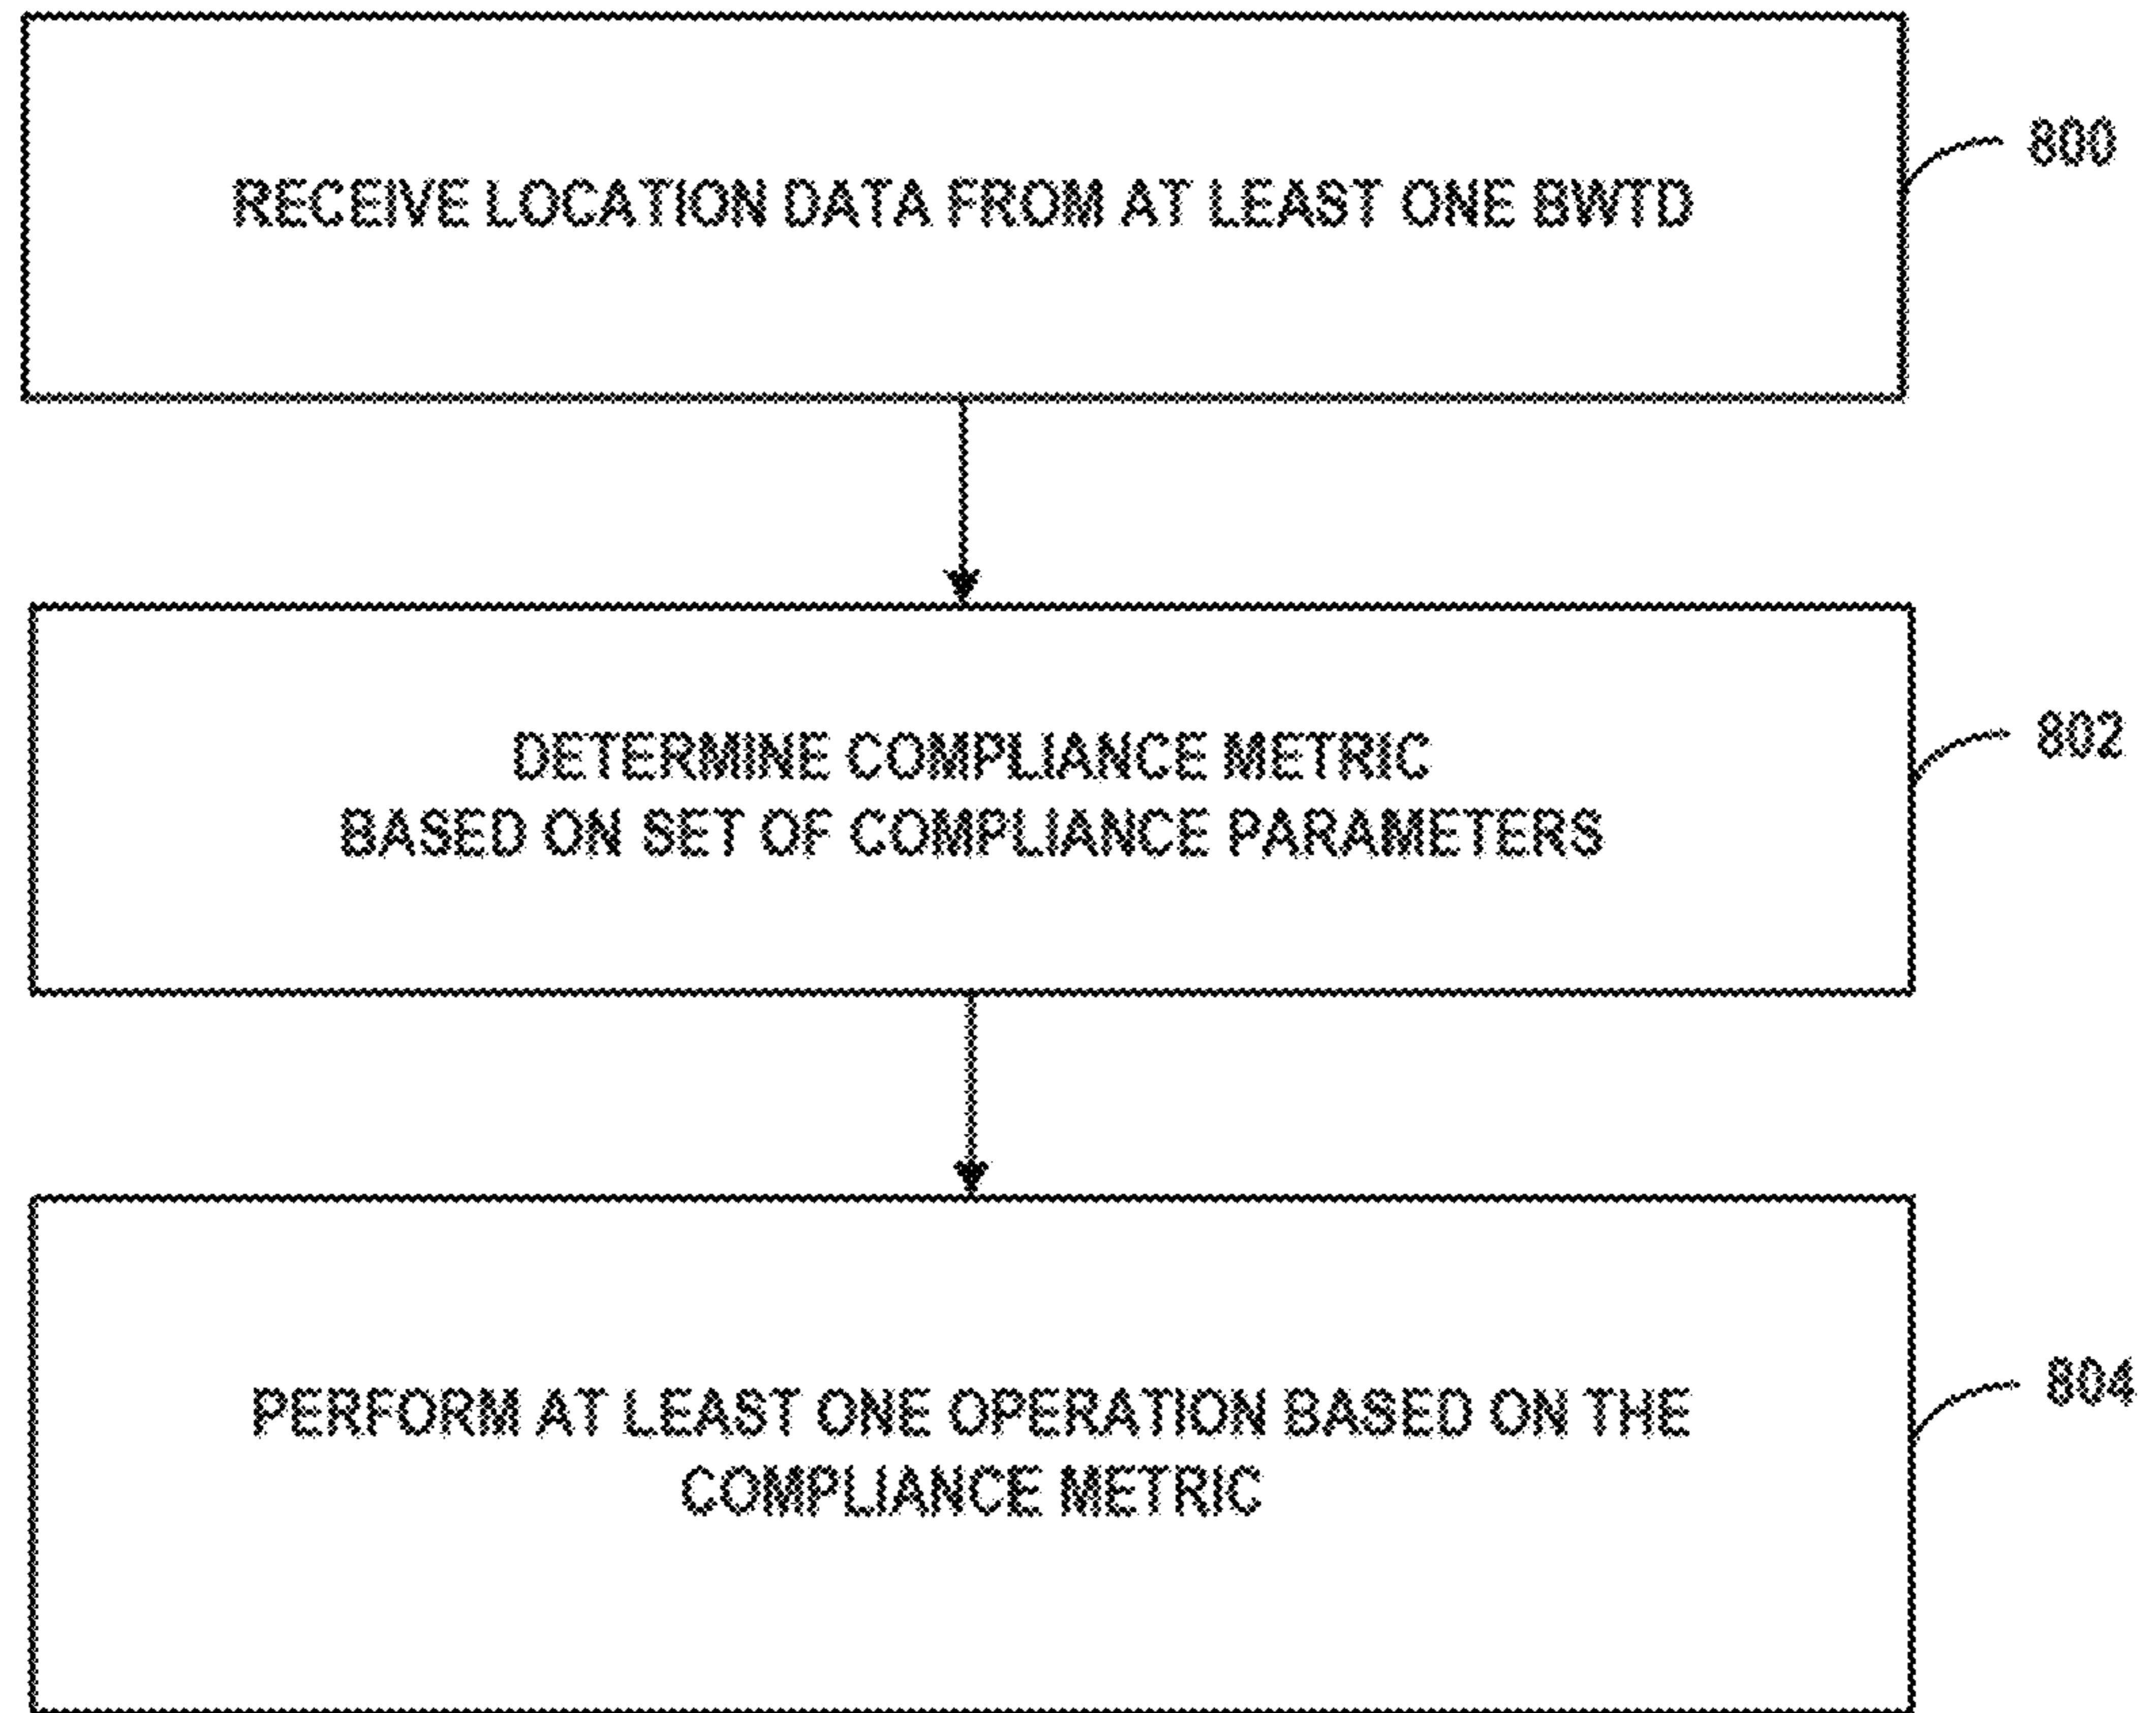 RECEIVE LOCATION DATA FROM AT LEAST ONE BWTD
800
DETERMINE COMPLIANCE METRIC
BASED ON SET OF COMPLIANCE PARAMETERS
802
PERFORM AT LEAST ONE OPERATION BASED ON THE
COMPLIANCE METRIC
804